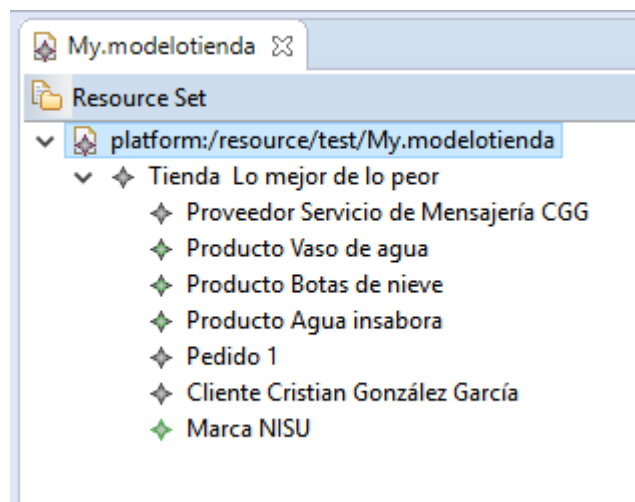 My.modelotienda
Resource Set
platform:/resource/test/My.modelotienda
Tienda Lo mejor de lo peor
Proveedor Servicio de Mensajería CGG
Producto Vaso de agua
Producto Botas de nieve
Producto Agua insabora
Pedido 1
Cliente Cristian González García
Marca NISU